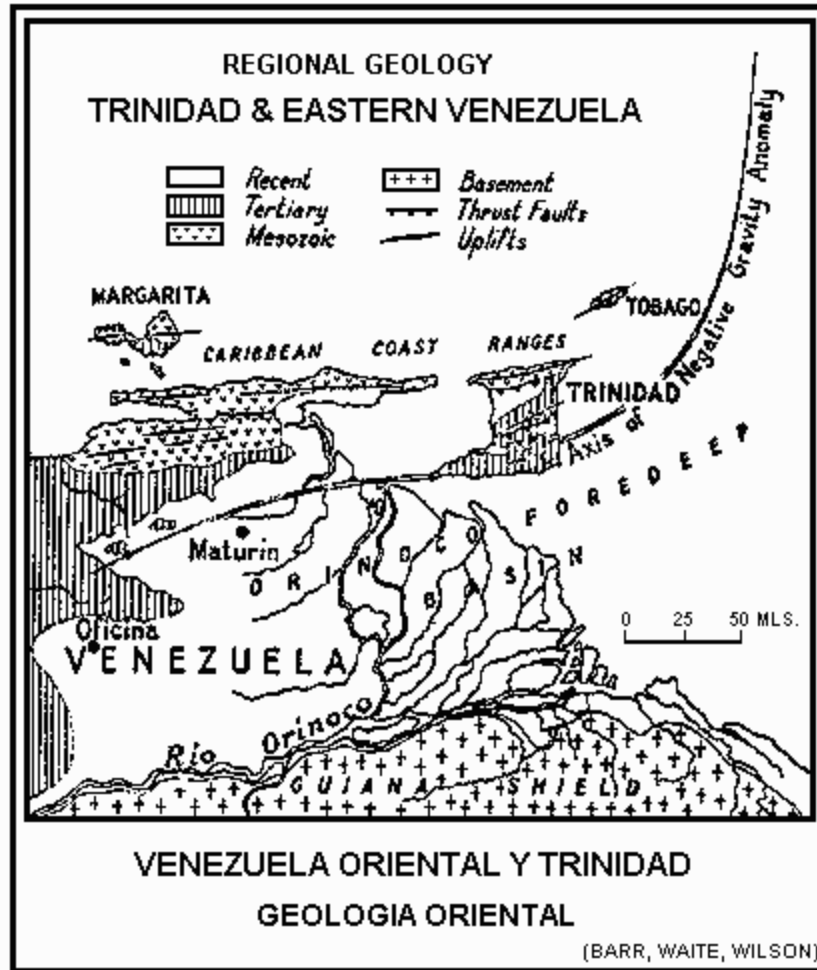 REGIONAL GEOLOGY
TRINIDAD & EASTERN VENEZUELA
Recent
Tertiary
Mesozoic
Basement
Thrust Faults
Uplifts
Axis of Negative Gravity Anomaly
MARGARITA
TOBAGO
CARIBBEAN COAST RANGES
TRINIDAD
FOREDEEP
Maturin
ORINOCO
BASIN
0 25 50 MLS.
Oficina
VENEZUELA
Delta
Rio Orinoco
GUIANA SHIELD
VENEZUELA ORIENTAL Y TRINIDAD
GEOLOGIA ORIENTAL
(BARR, WAITE, WILSON)